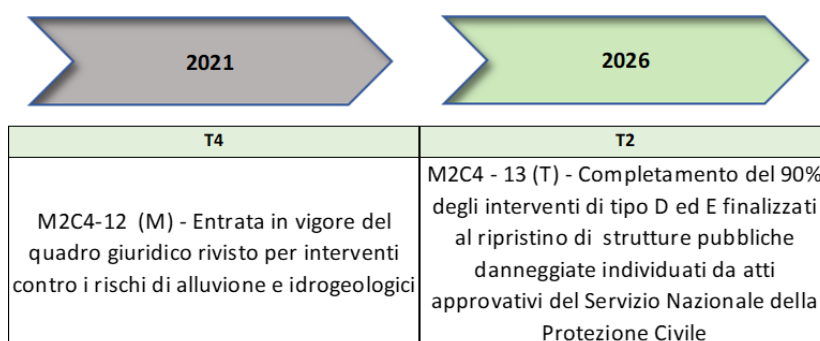 2021
2026
T4
T2
M2C4-12 (M) - Entrata in vigore del
quadro giuridico rivisto per interventi
contro i rischi di alluvione e idrogeologici
M2C4 - 13 (T) - Completamento del 90%
degli interventi di tipo D ed E finalizzati
al ripristino di strutture pubbliche
danneggiate individuati da atti
approvativi del Servizio Nazionale della
Protezione Civile